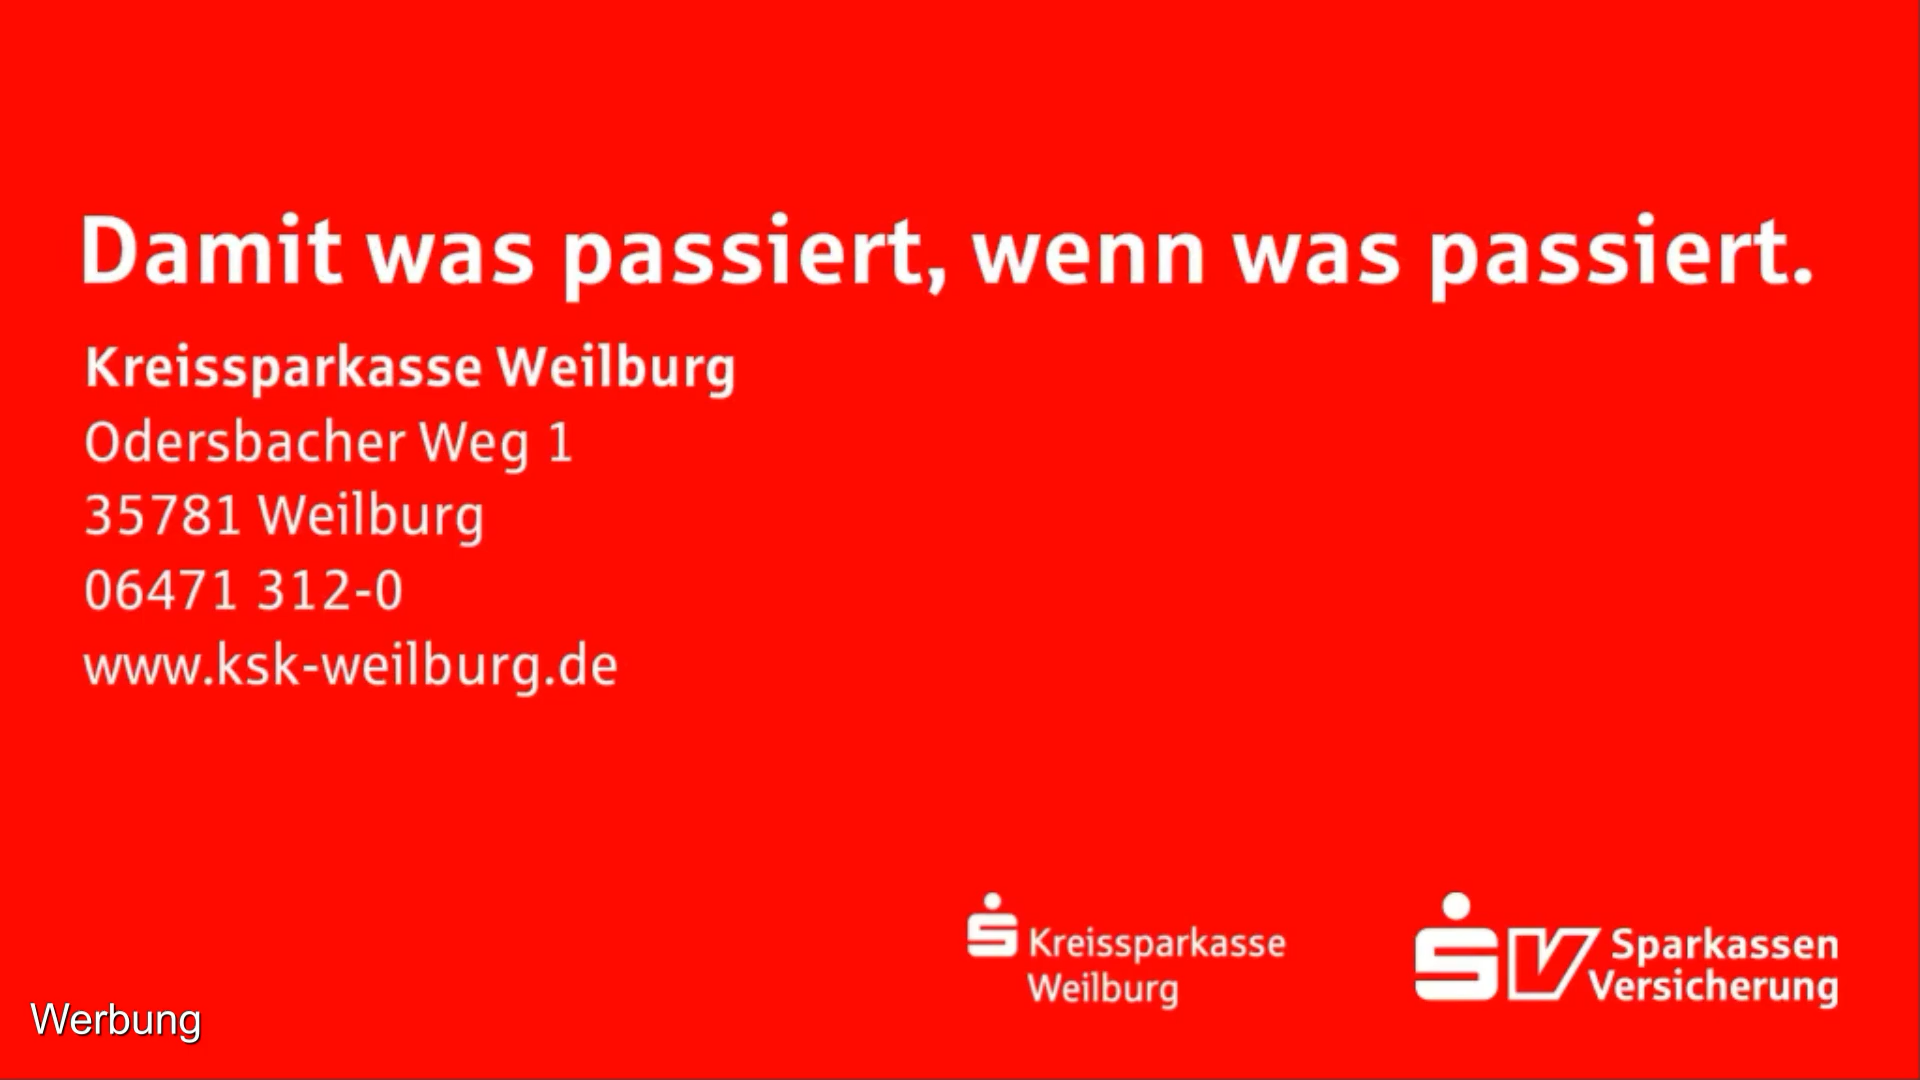 Damit was passiert, wenn was passiert.
Kreissparkasse Weilburg
Odersbacher Weg 1
35781 Weilburg
06471 312-0
www.ksk-weilburg.de
Kreissparkasse
Weilburg
SV Sparkassen
Versicherung
Werbung